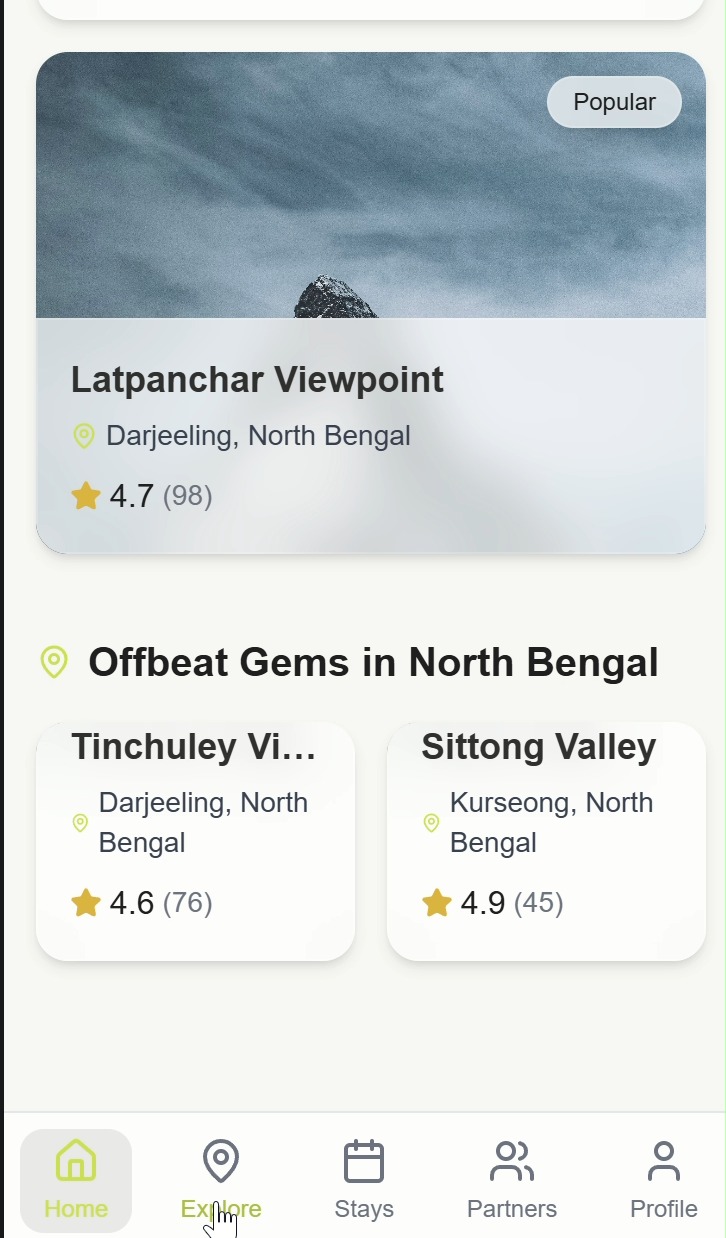 Popular
Latpanchar Viewpoint
Darjeeling, North Bengal
4.7 (98)
Offbeat Gems in North Bengal
Tinchuley Vi...
Darjeeling, North
Bengal
4.6 (76)
Sittong Valley
Kurseong, North
Bengal
4.9 (45)
Home
Explore
Stays
Partners
Profile